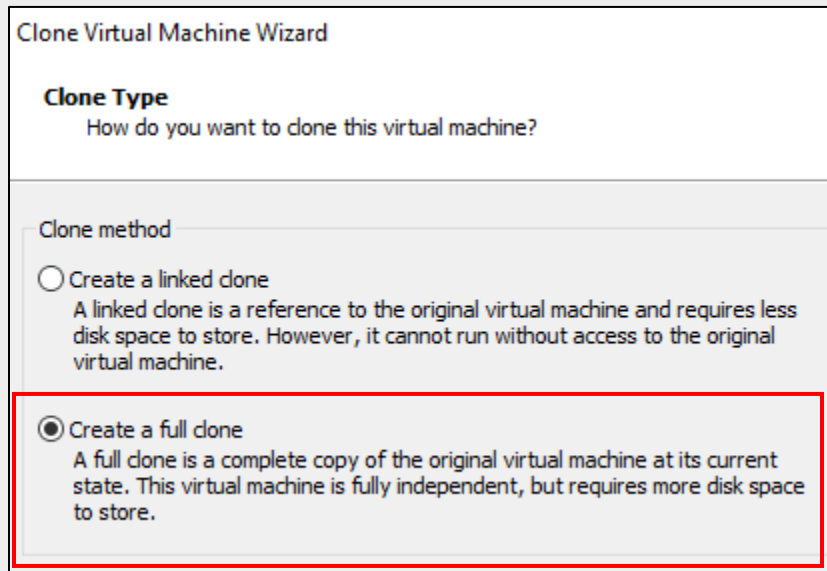 Clone Virtual Machine Wizard
Clone Type
How do you want to clone this virtual machine?
Clone method
Create a linked clone
A linked clone is a reference to the original virtual machine and requires less
disk space to store. However, it cannot run without access to the original
virtual machine.
Create a full clone
A full clone is a complete copy of the original virtual machine at its current
state. This virtual machine is fully independent, but requires more disk space
to store.